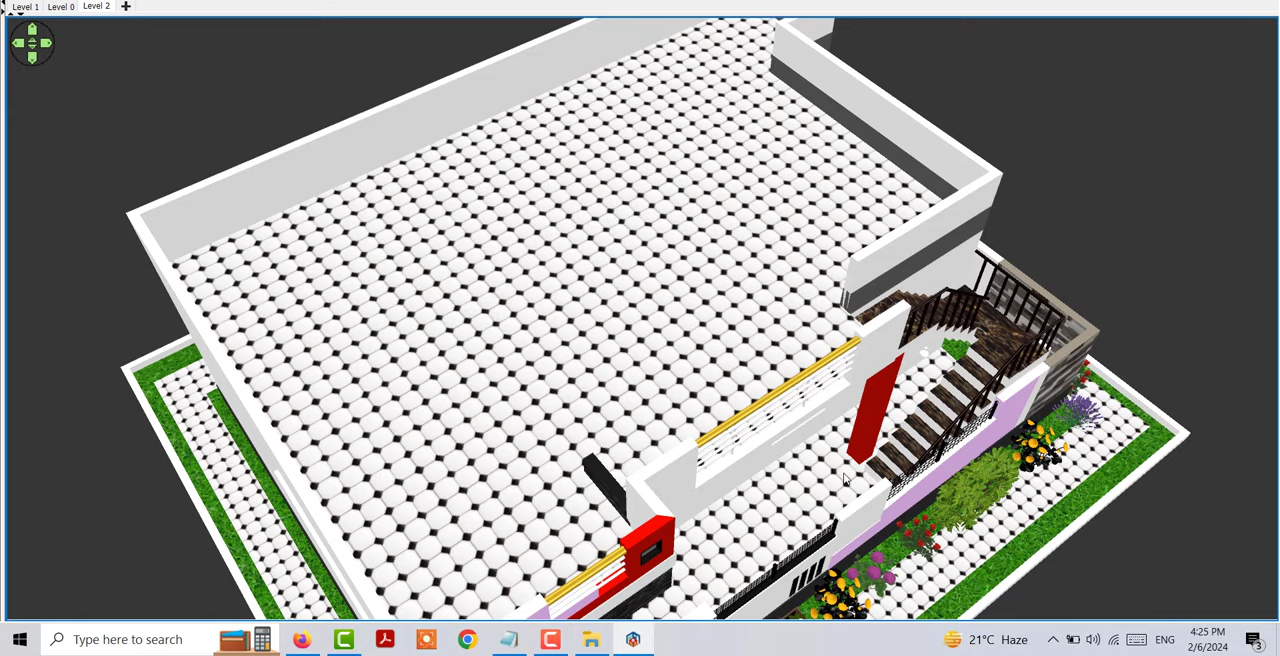 Level 1 Level 0 Level 2
Type here to search
21°C Haze
ENG
4:25 PM
2/6/2024
3